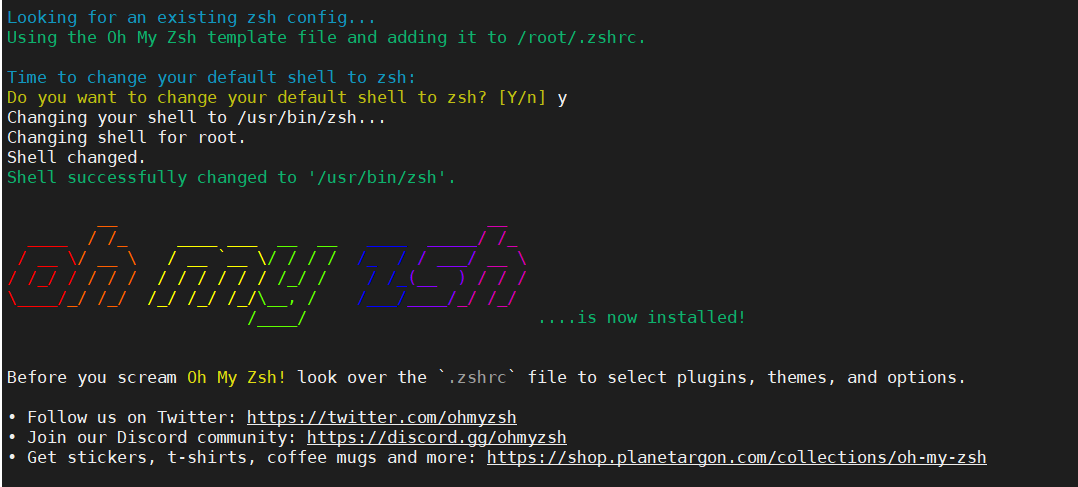 Looking for an existing zsh config...
Using the Oh My Zsh template file and adding it to /root/.zshrc.
Time to change your default shell to zsh:
Do you want to change your default shell to zsh? [Y/n] y
Changing your shell to /usr/bin/zsh...
Changing shell for root.
Shell changed.
Shell successfully changed to '/usr/bin/zsh'.
oh my zsh
....is now installed!
Before you scream Oh My Zsh! look over the `.zshrc` file to select plugins, themes, and options.
• Follow us on Twitter: https://twitter.com/ohmyzsh
• Join our Discord community: https://discord.gg/ohmyzsh
• Get stickers, t-shirts, coffee mugs and more: https://shop.planetargon.com/collections/oh-my-zsh